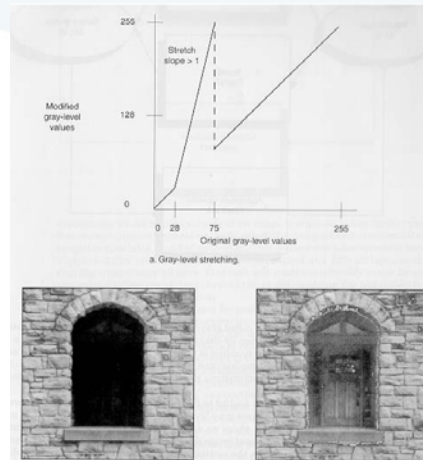 255
Stretch
slope > 1
Modified
gray-level
values
128
0
0 28 75 255
Original gray-level values
a. Gray-level stretching.